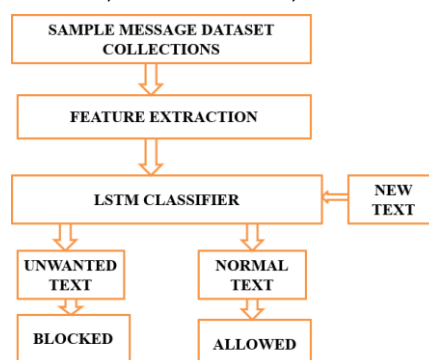 SAMPLE MESSAGE DATASET
COLLECTIONS
FEATURE EXTRACTION
LSTM CLASSIFIER
NEW
TEXT
UNWANTED
TEXT
NORMAL
TEXT
BLOCKED
ALLOWED